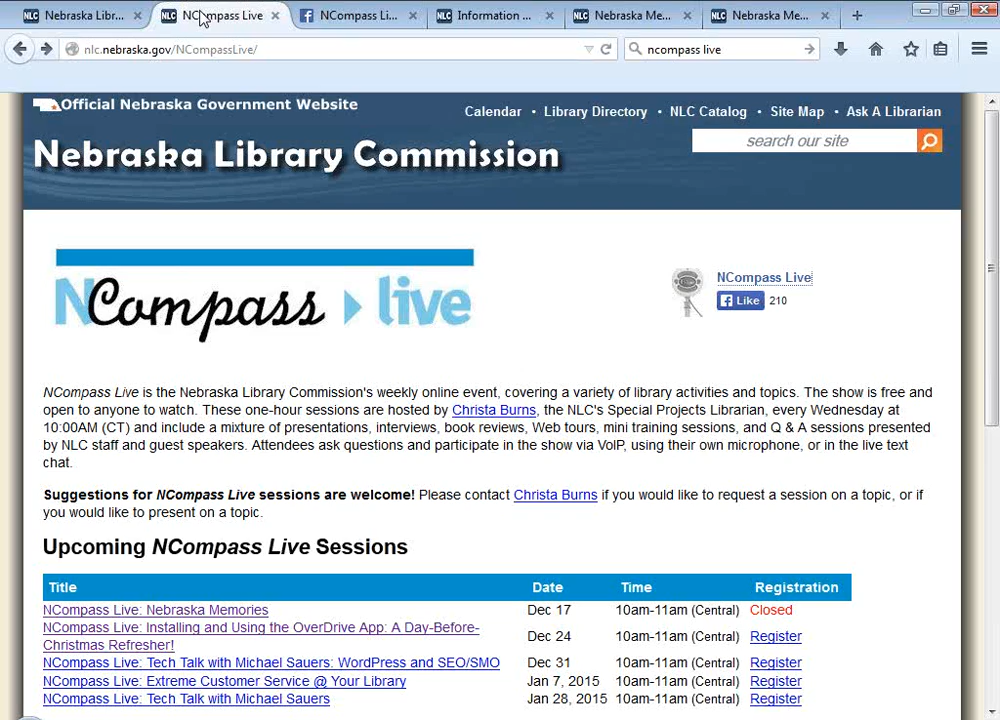 Nebraska Libr...
NCompass Live
NCompass Li...
Information ...
Nebraska Me...
Nebraska Me...
nlc.nebraska.gov/NCompassLive/
ncompass live
Official Nebraska Government Website
Calendar • Library Directory • NLC Catalog • Site Map • Ask A Librarian
Nebraska Library Commission
search our site
NCompass live
NCompass Live
Like 210
NCompass Live is the Nebraska Library Commission's weekly online event, covering a variety of library activities and topics. The show is free and
open to anyone to watch. These one-hour sessions are hosted by Christa Burns, the NLC's Special Projects Librarian, every Wednesday at
10:00AM (CT) and include a mixture of presentations, interviews, book reviews, Web tours, mini training sessions, and Q & A sessions presented
by NLC staff and guest speakers. Attendees ask questions and participate in the show via VoIP, using their own microphone, or in the live text
chat.
Suggestions for NCompass Live sessions are welcome! Please contact Christa Burns if you would like to request a session on a topic, or if
you would like to present on a topic.
Upcoming NCompass Live Sessions
Title Date Time Registration
NCompass Live: Nebraska Memories Dec 17 10am-11am (Central) Closed
NCompass Live: Installing and Using the OverDrive App: A Day-Before-
Christmas Refresher! Dec 24 10am-11am (Central) Register
NCompass Live: Tech Talk with Michael Sauers: WordPress and SEO/SMO Dec 31 10am-11am (Central) Register
NCompass Live: Extreme Customer Service @ Your Library Jan 7, 2015 10am-11am (Central) Register
NCompass Live: Tech Talk with Michael Sauers Jan 28, 2015 10am-11am (Central) Register